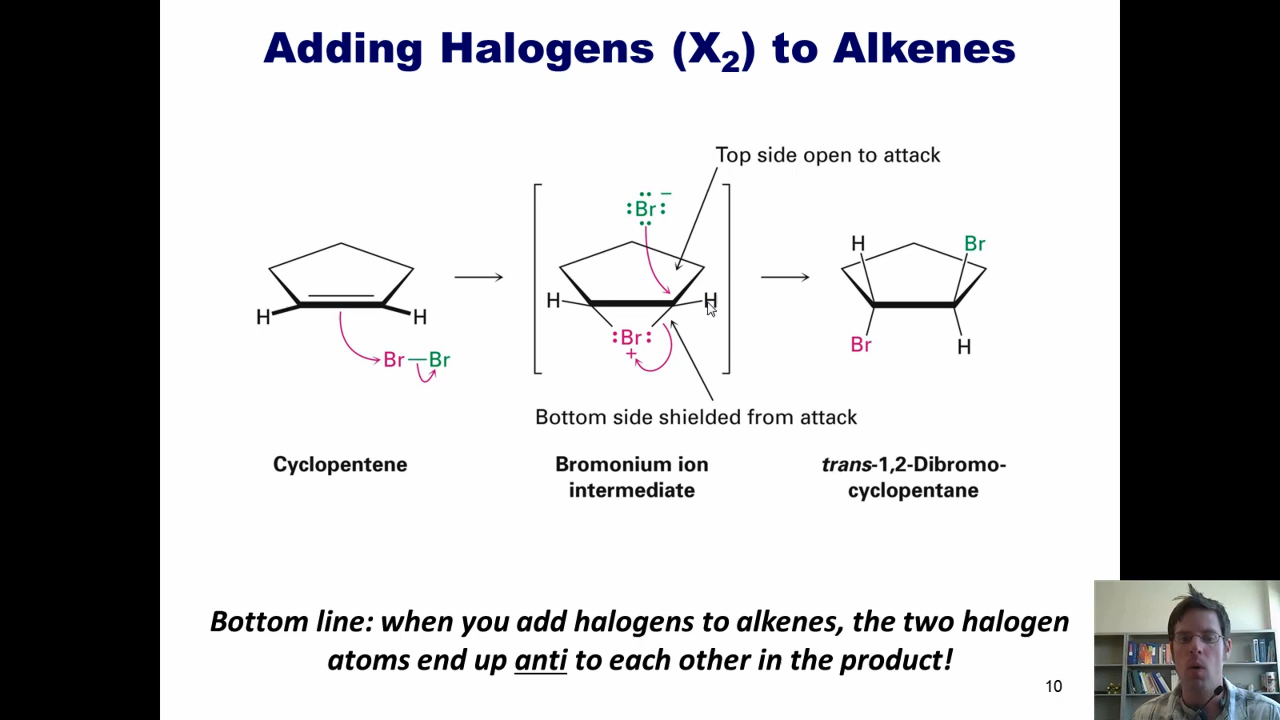 Adding Halogens (X₂) to Alkenes
Top side open to attack
:Br: −
H H
H H
Br—Br
:Br:
+
H Br
Br H
Bottom side shielded from attack
Cyclopentene
Bromonium ion
intermediate
trans-1,2-Dibromo-
cyclopentane
Bottom line: when you add halogens to alkenes, the two halogen
atoms end up anti to each other in the product!
10